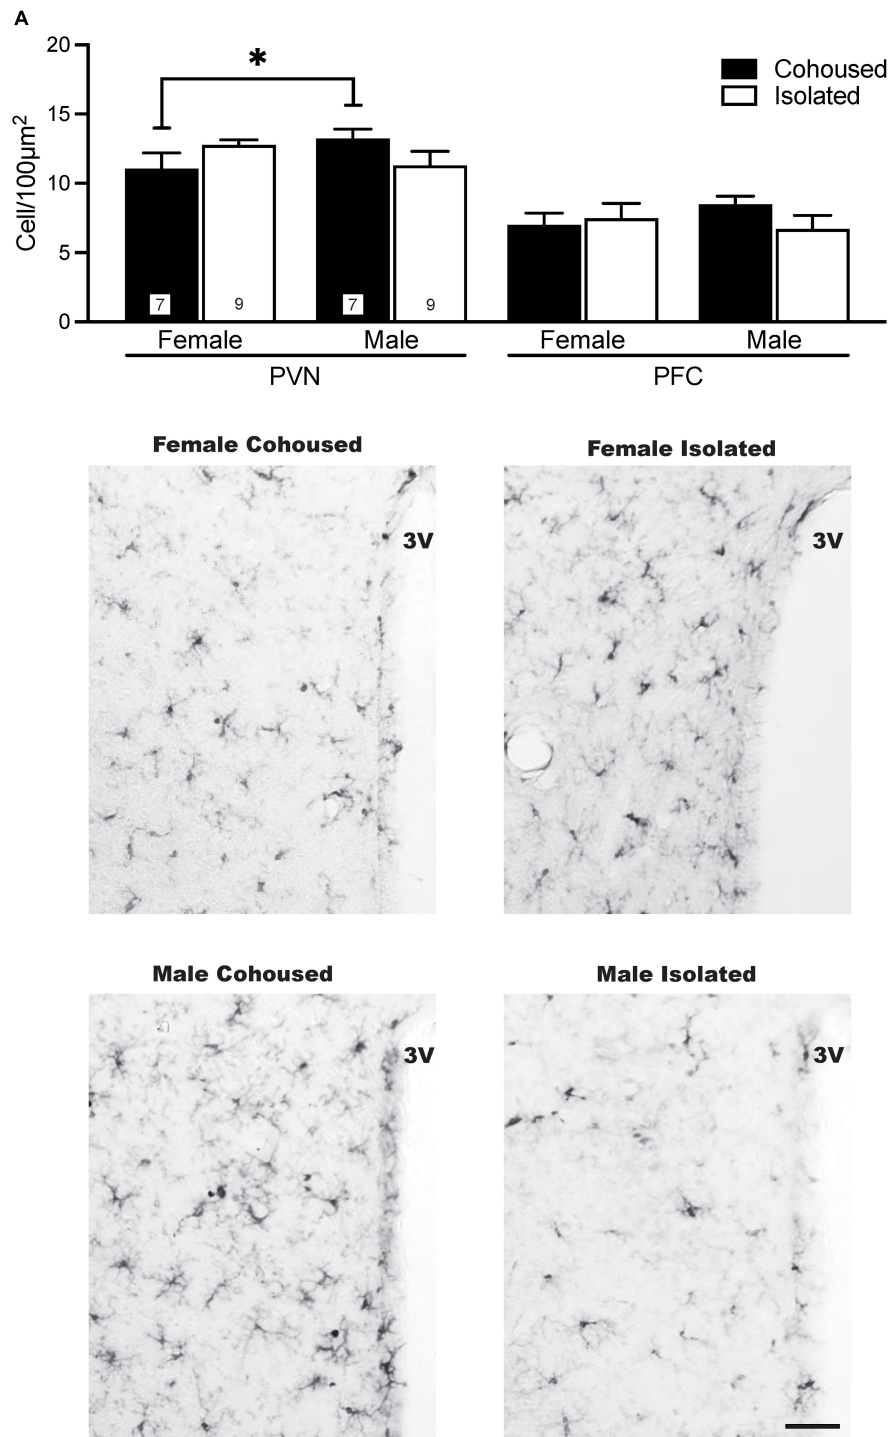 A
20
*
Cohoused
Isolated
15
Cell/100µm²
10
5
7 9 7 9
0
Female Male Female Male
PVN PFC
Female Cohoused Female Isolated
3V 3V
Male Cohoused Male Isolated
3V 3V